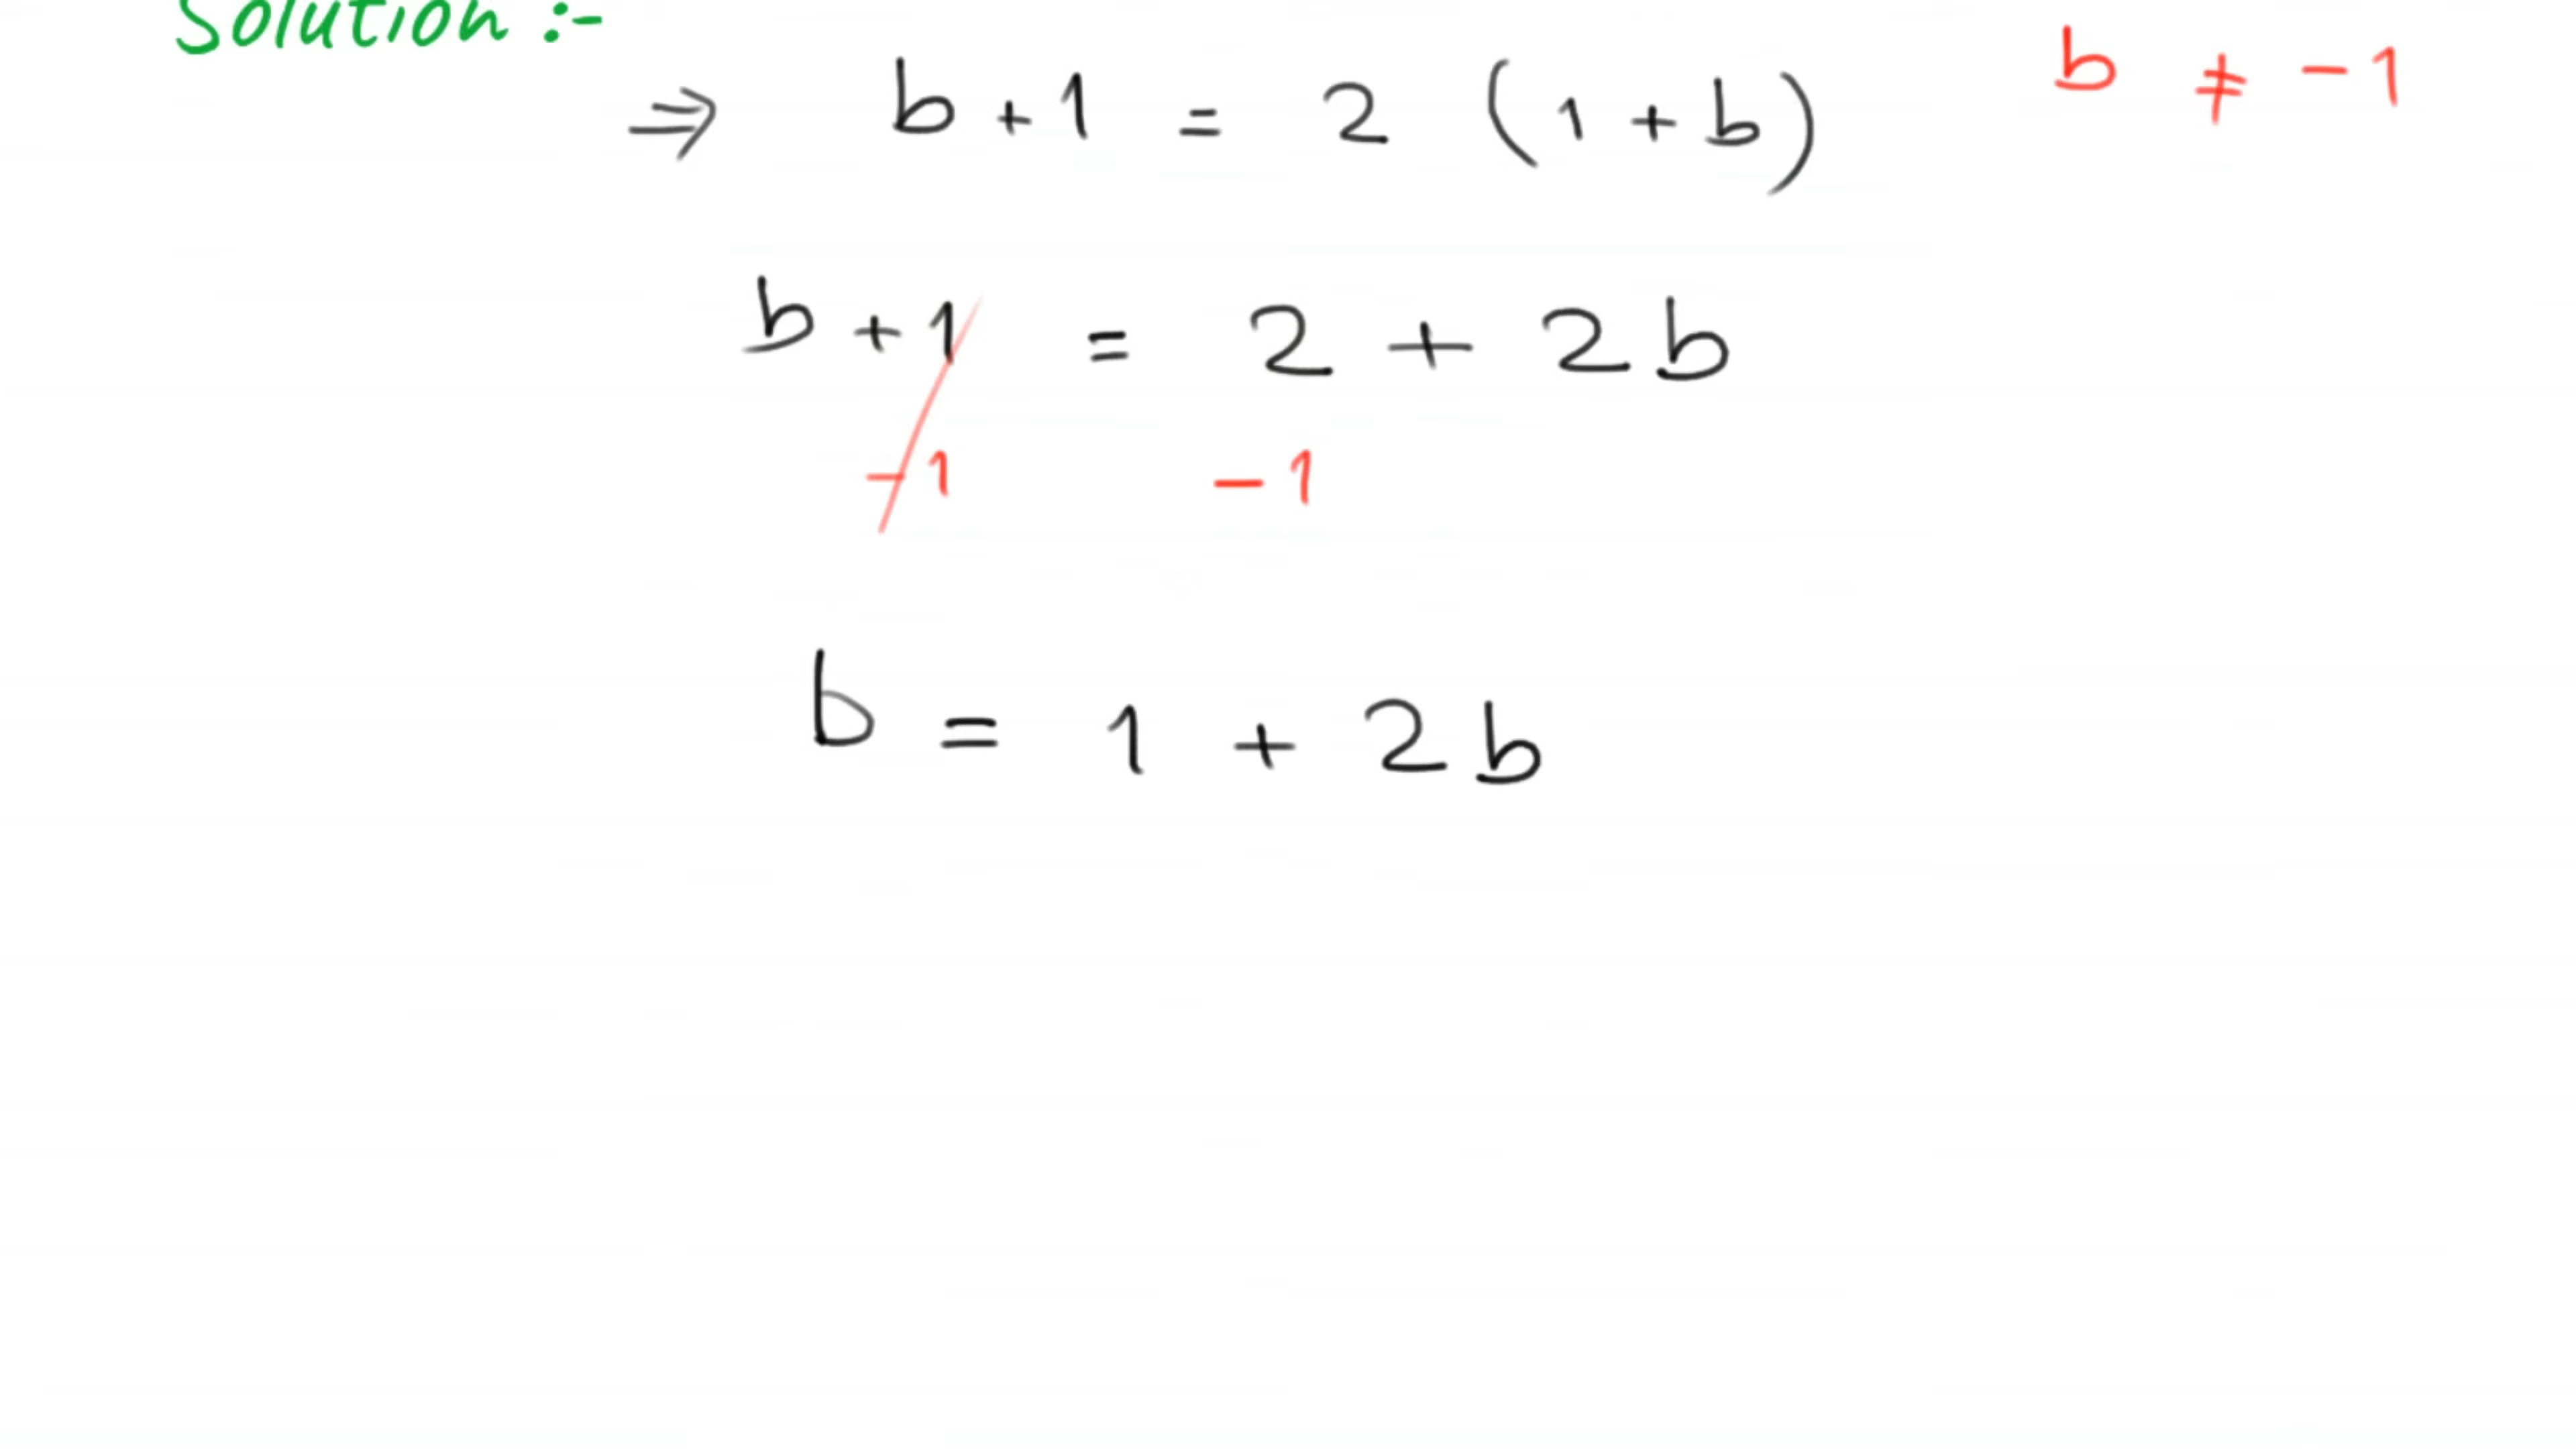 Solution :-
⇒ b + 1 = 2 (1 + b) b ≠ -1
b + 1 = 2 + 2b
-1 -1
b = 1 + 2b